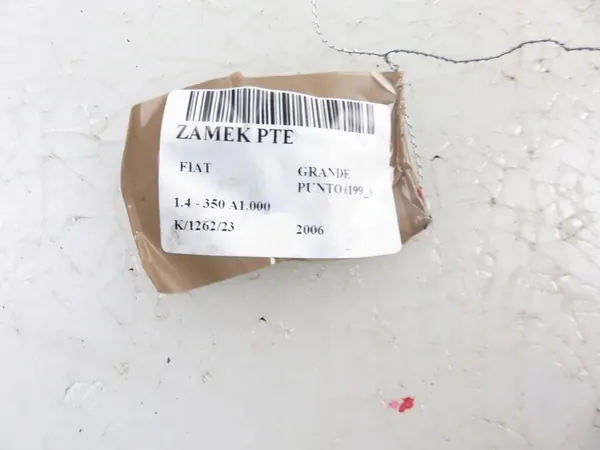 ZAMEK PTE
FIAT
GRANDE
PUNTO (199_)
1.4 - 350 A1.000
K/1262/23
2006